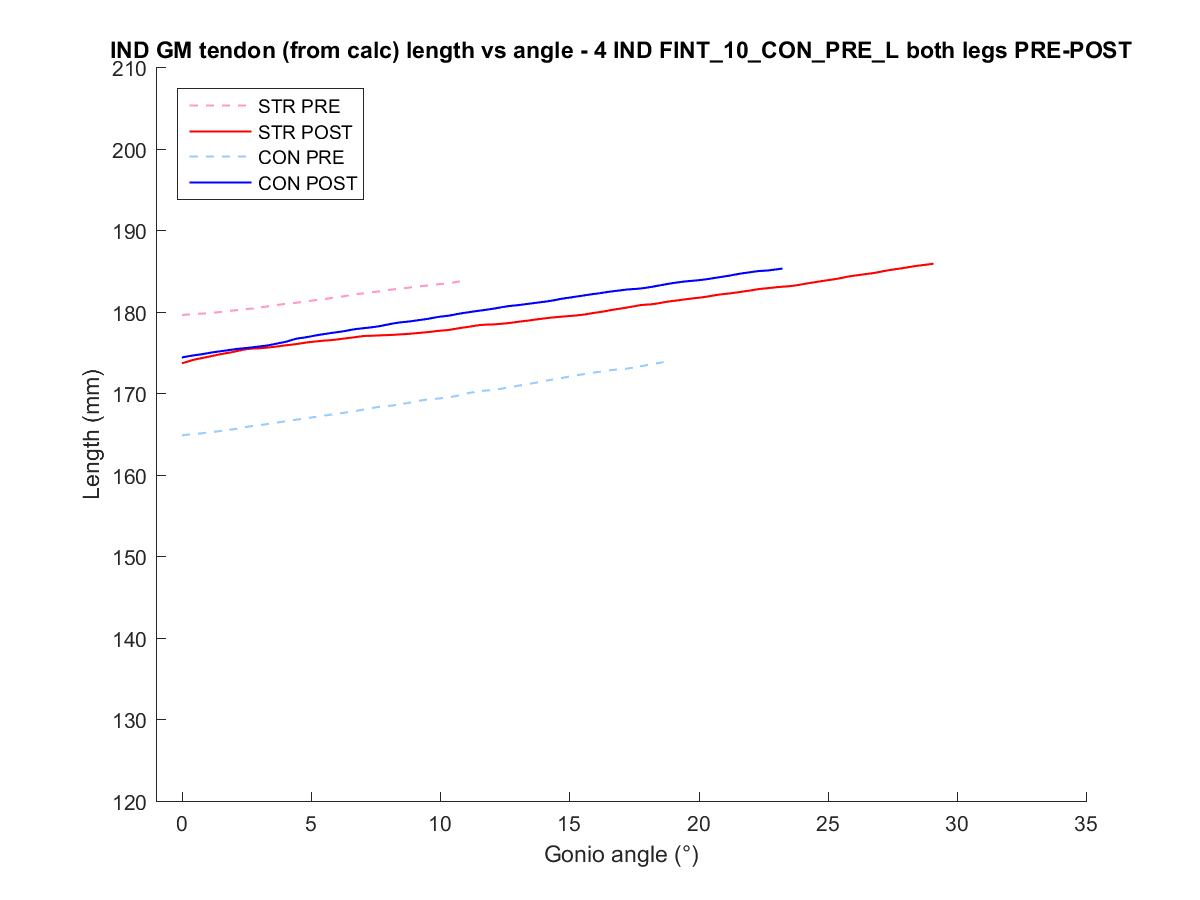 IND GM tendon (from calc) length vs angle - 4 IND FINT_10_CON_PRE_L both legs PRE-POST
210
200
190
180
170
160
150
140
130
120
STR PRE
STR POST
CON PRE
CON POST
Length (mm)
0 5 10 15 20 25 30 35
Gonio angle (°)